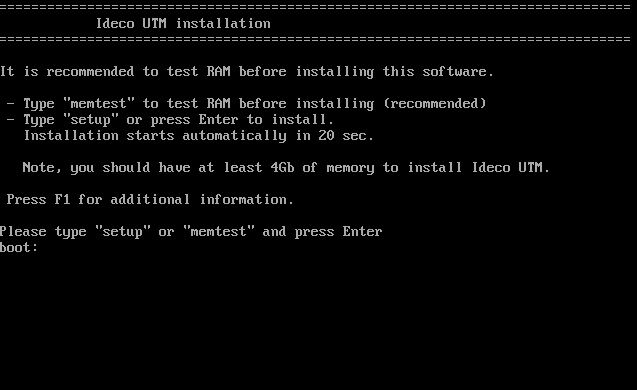 ===============================================================================
Ideco UTM installation
===============================================================================
It is recommended to test RAM before installing this software.
- Type "memtest" to test RAM before installing (recommended)
- Type "setup" or press Enter to install.
Installation starts automatically in 20 sec.
Note, you should have at least 4Gb of memory to install Ideco UTM.
Press F1 for additional information.
Please type "setup" or "memtest" and press Enter
boot: